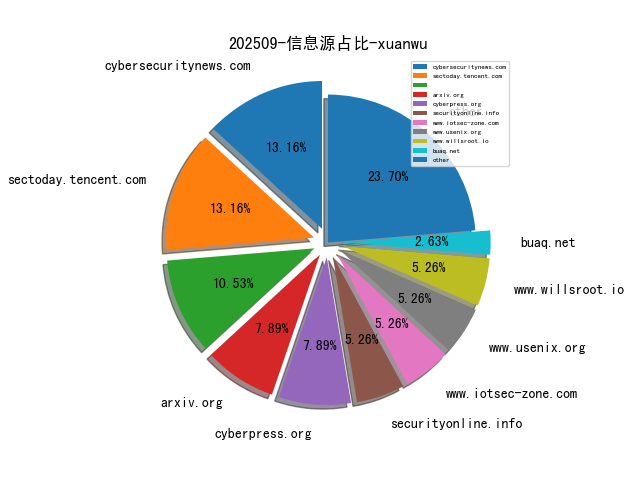 202509-信息源占比-xuanwu
cybersecuritynews.com
sectoday.tencent.com
arxiv.org
cyberpress.org
securityonline.info
www.iotsec-zone.com
www.usenix.org
www.willsroot.io
buaq.net
other
13.16%
13.16%
10.53%
7.89%
7.89%
5.26%
5.26%
5.26%
5.26%
2.63%
23.70%
cybersecuritynews.com
sectoday.tencent.com
arxiv.org
cyberpress.org
securityonline.info
www.iotsec-zone.com
www.usenix.org
www.willsroot.io
buaq.net
other